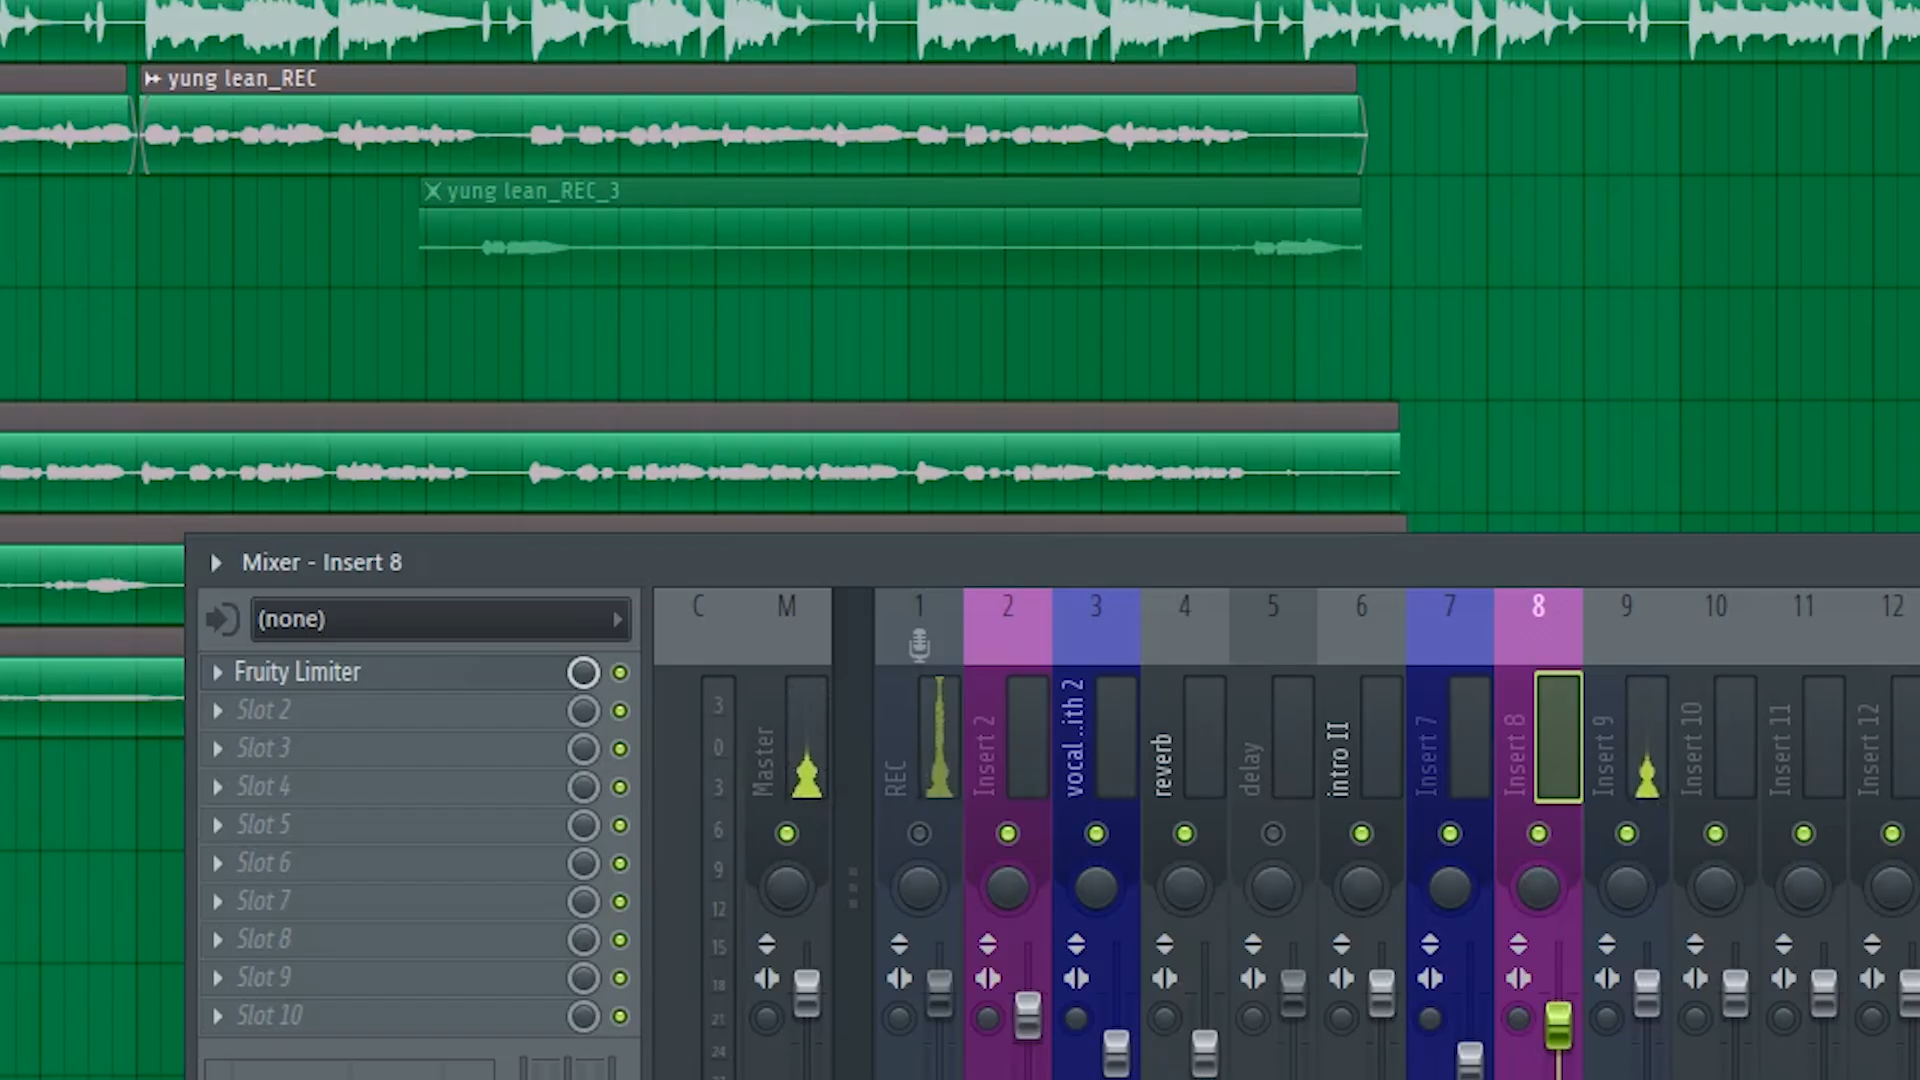 yung lean_REC
yung lean_REC_3
Mixer - Insert 8
(none)
Fruity Limiter
Slot 2
Slot 3
Slot 4
Slot 5
Slot 6
Slot 7
Slot 8
Slot 9
Slot 10
C M 1 2 3 4 5 6 7 8 9 10 11 12
3
0
3
6
9
12
15
18
21
24
Master
REC
Insert 2
vocal ..ith 2
reverb
delay
intro II
Insert 7
Insert 8
Insert 9
Insert 10
Insert 11
Insert 12